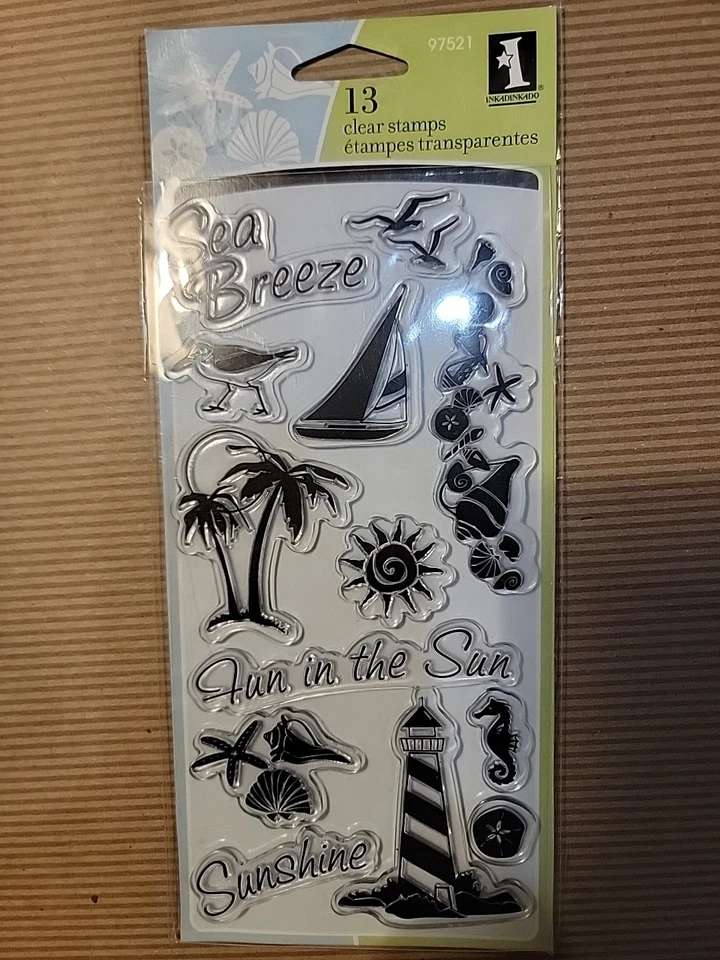 97521
INKADINKADO®
13
clear stamps
étampes transparentes
Sea
Breeze
Fun in the Sun
Sunshine